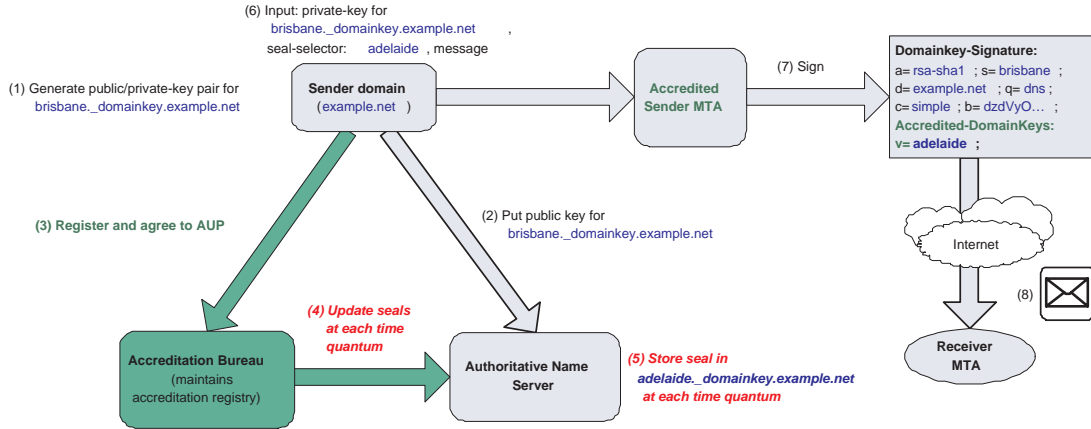 (6) Input: private-key for
brisbane._domainkey.example.net ,
seal-selector: adelaide , message
(1) Generate public/private-key pair for
brisbane._domainkey.example.net
Sender domain
(example.net )
Accredited
Sender MTA
(7) Sign
Domainkey-Signature:
a= rsa-sha1 ; s= brisbane ;
d= example.net ; q= dns ;
c= simple ; b= dzdVyO... ;
Accredited-DomainKeys:
v= adelaide ;
(3) Register and agree to AUP
(2) Put public key for
brisbane._domainkey.example.net
Internet
(8)
(4) Update seals
at each time
quantum
Accreditation Bureau
(maintains
accreditation registry)
Authoritative Name
Server
(5) Store seal in
adelaide._domainkey.example.net
at each time quantum
Receiver
MTA